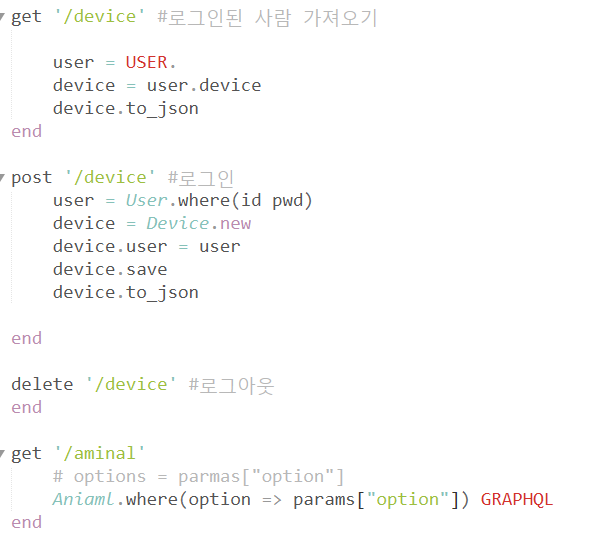 get '/device' #로그인된 사람 가져오기
user = USER.
device = user.device
device.to_json
end
post '/device' #로그인
user = User.where(id pwd)
device = Device.new
device.user = user
device.save
device.to_json
end
delete '/device' #로그아웃
end
get '/aminal'
# options = parmas["option"]
Aniaml.where(option => params["option"]) GRAPHQL
end